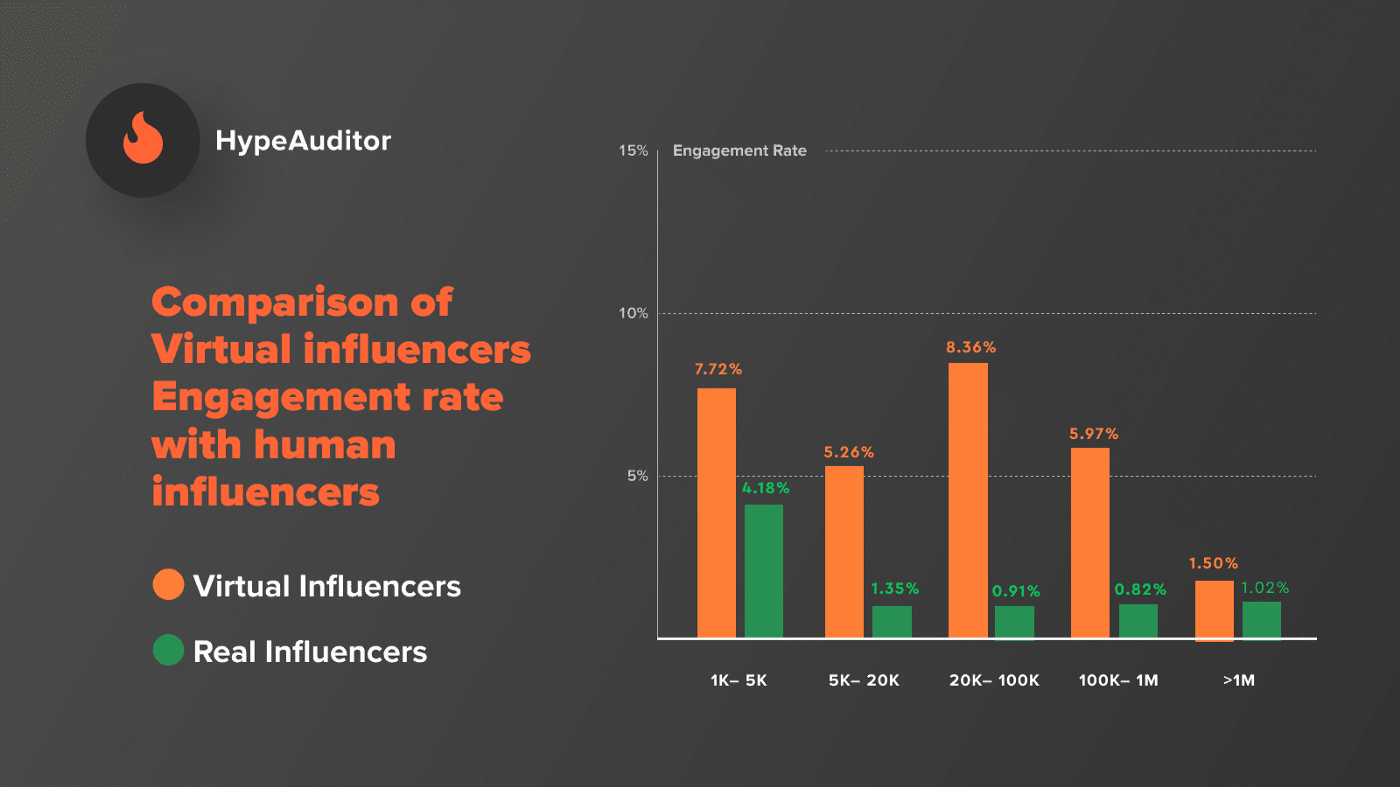 HypeAuditor
Comparison of
Virtual influencers
Engagement rate
with human
influencers
Virtual Influencers
Real Influencers
15% Engagement Rate
10%
5%
7.72%
4.18%
5.26%
1.35%
8.36%
0.91%
5.97%
0.82%
1.50%
1.02%
1K– 5K
5K– 20K
20K– 100K
100K– 1M
>1M